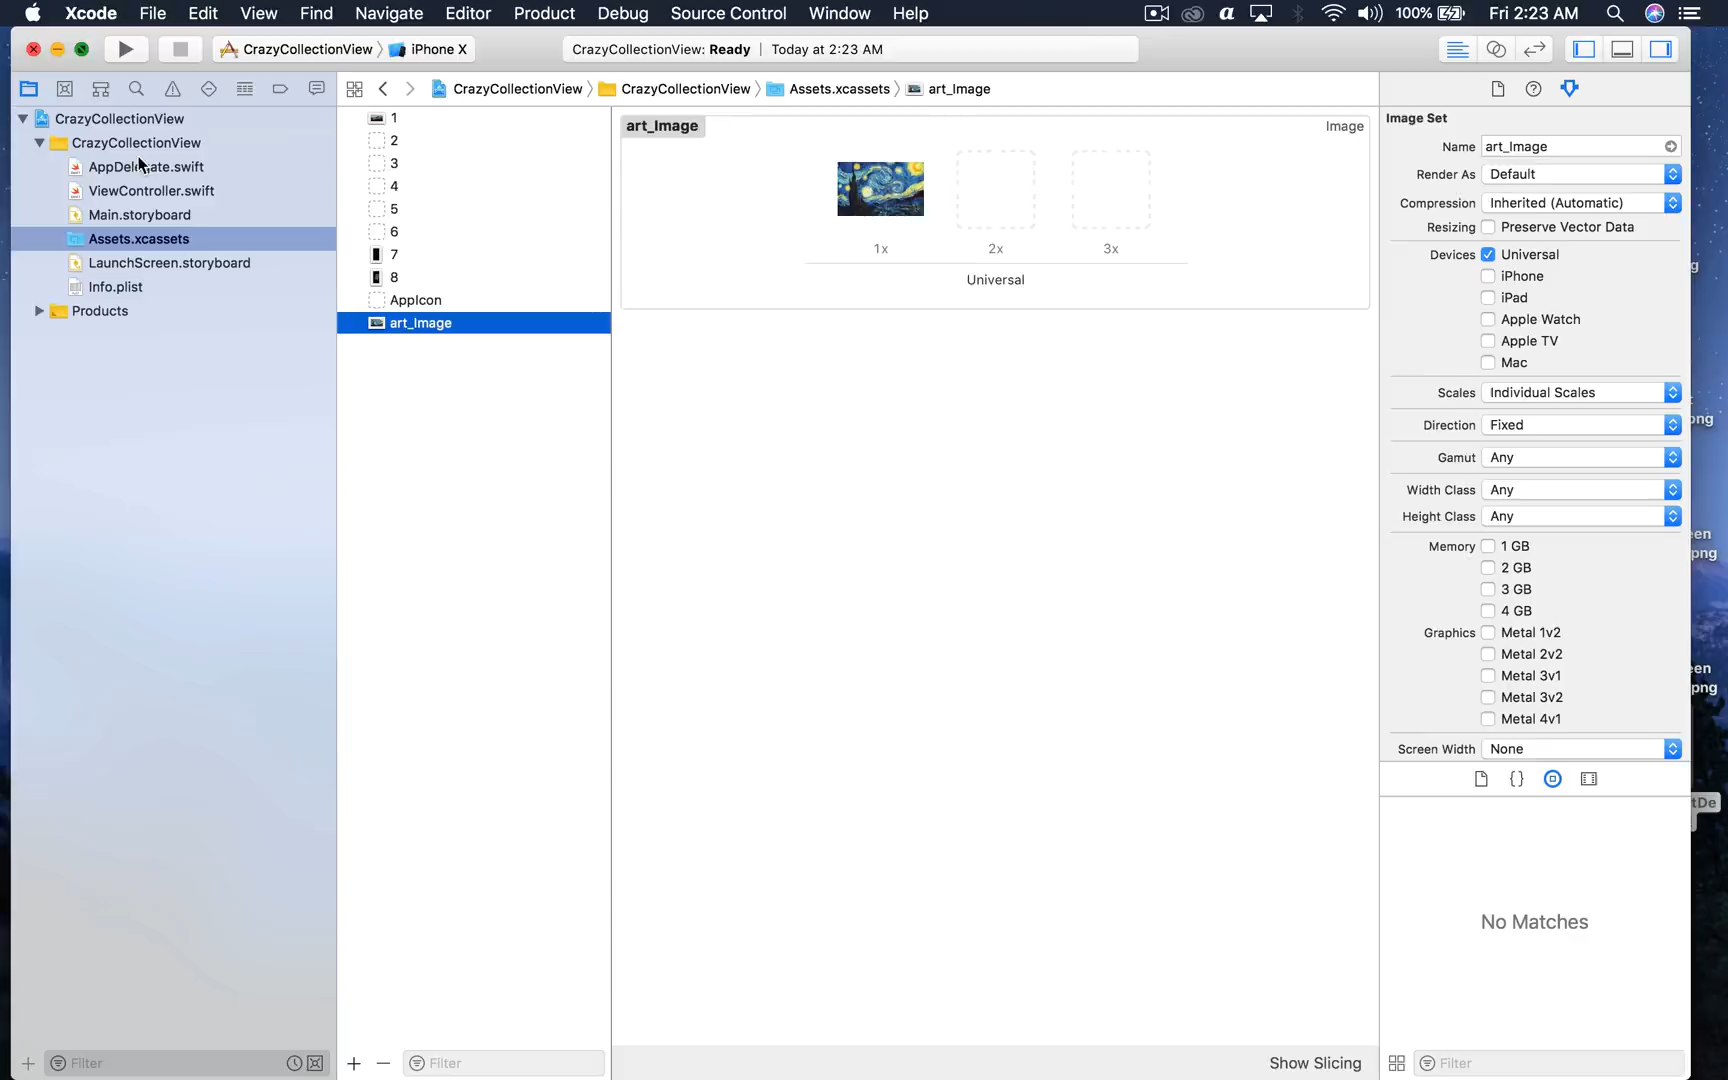 Xcode File Edit View Find Navigate Editor Product Debug Source Control Window Help 100% Fri 2:23 AM
CrazyCollectionView iPhone X CrazyCollectionView: Ready | Today at 2:23 AM
CrazyCollectionView CrazyCollectionView Assets.xcassets art_Image
CrazyCollectionView
CrazyCollectionView
ViewController.swift
Main.storyboard
Assets.xcassets
LaunchScreen.storyboard
Info.plist
Products
Filter
1
2
3
4
5
6
7
8
AppIcon
art_Image
Filter
art_Image
Image
1x 2x 3x
Universal
Show Slicing
Image Set
Name art_Image
Render As Default
Compression Inherited (Automatic)
Resizing Preserve Vector Data
Devices Universal
iPhone
iPad
Apple Watch
Apple TV
Mac
Scales Individual Scales
Direction Fixed
Gamut Any
Width Class Any
Height Class Any
Memory 1 GB
2 GB
3 GB
4 GB
Graphics Metal 1v2
Metal 2v2
Metal 3v1
Metal 3v2
Metal 4v1
Screen Width None
No Matches
Filter